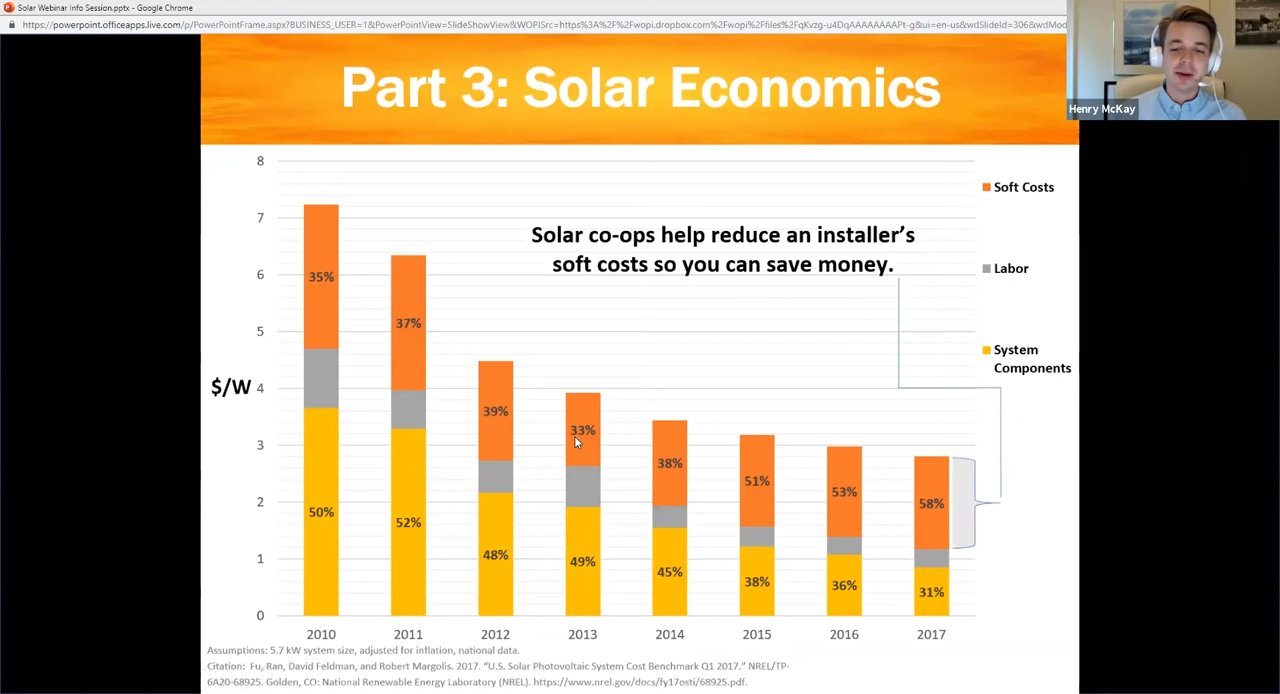 Solar Webinar Info Session.pptx - Google Chrome
https://powerpoint.officeapps.live.com/p/PowerPointFrame.aspx?BUSINESS_USER=1&PowerPointView=SlideShowView&WOPISrc=https%3A%2F%2Fwopi.dropbox.com%2Fwopi%2Ffiles%2FqKvzg-u4DqAAAAAAAAPt-g&ui=en-us&wdSlideId=306&wdMod
Henry McKay
Part 3: Solar Economics
Solar co-ops help reduce an installer's
soft costs so you can save money.
Soft Costs
Labor
System
Components
$/W
8
7
6
5
4
3
2
1
0
35%
50%
37%
52%
39%
48%
33%
49%
38%
45%
51%
38%
53%
36%
58%
31%
2010 2011 2012 2013 2014 2015 2016 2017
Assumptions: 5.7 kW system size, adjusted for inflation, national data.
Citation: Fu, Ran, David Feldman, and Robert Margolis. 2017. "U.S. Solar Photovoltaic System Cost Benchmark Q1 2017." NREL/TP-
6A20-68925. Golden, CO: National Renewable Energy Laboratory (NREL). https://www.nrel.gov/docs/fy17osti/68925.pdf.